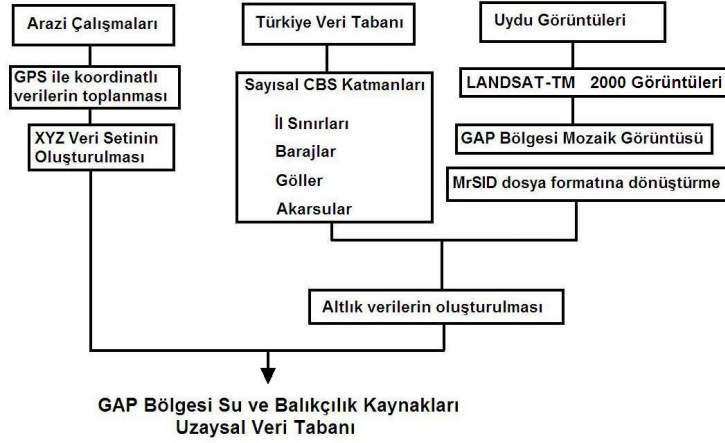 Arazi Çalışmaları
GPS ile koordinatlı
verilerin toplanması
XYZ Veri Setinin
Oluşturulması
Türkiye Veri Tabanı
Sayısal CBS Katmanları
İl Sınırları
Barajlar
Göller
Akarsular
Uydu Görüntüleri
LANDSAT-TM 2000 Görüntüleri
GAP Bölgesi Mozaik Görüntüsü
MrSID dosya formatına dönüştürme
Altlık verilerin oluşturulması
GAP Bölgesi Su ve Balıkçılık Kaynakları
Uzaysal Veri Tabanı